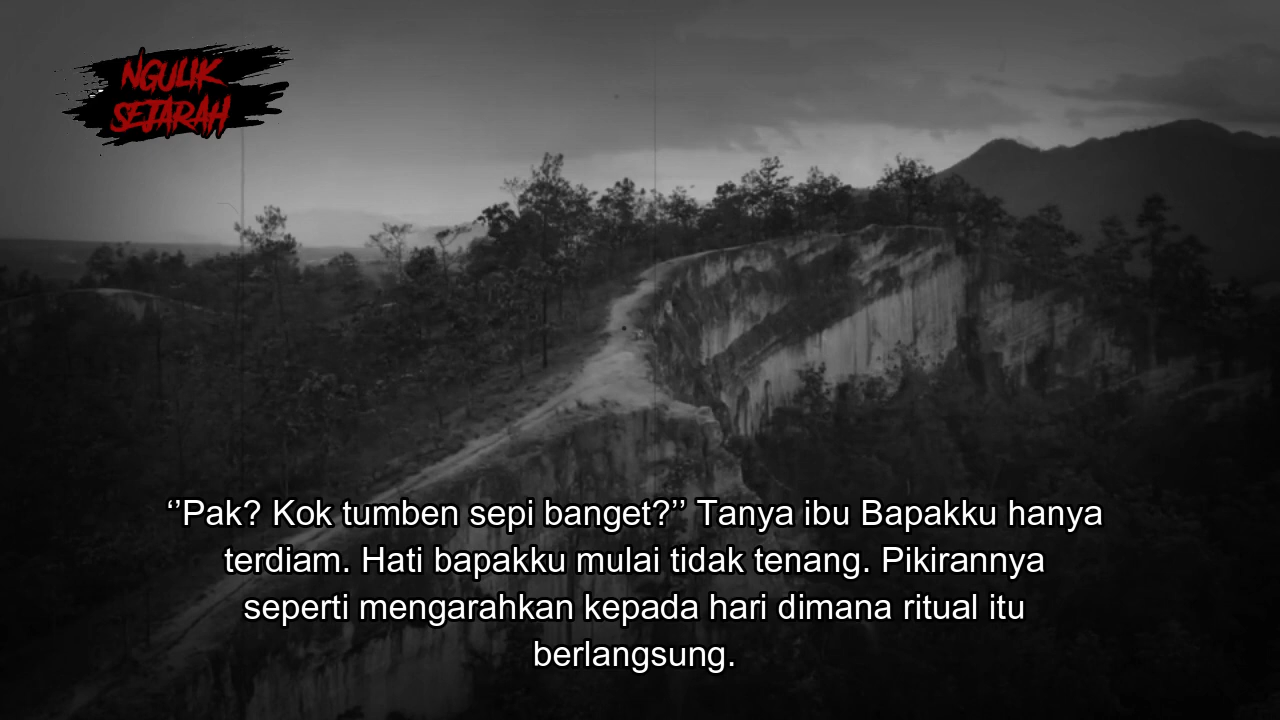 NGULIK
SEJARAH
‘’Pak? Kok tumben sepi banget?’’ Tanya ibu Bapakku hanya
terdiam. Hati bapakku mulai tidak tenang. Pikirannya
seperti mengarahkan kepada hari dimana ritual itu
berlangsung.